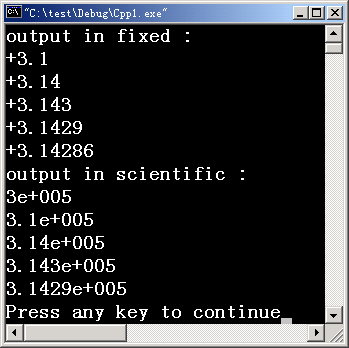 "C:\test\Debug\Cpp1.exe"
output in fixed :
+3.1
+3.14
+3.143
+3.1429
+3.14286
output in scientific :
3e+005
3.1e+005
3.14e+005
3.143e+005
3.1429e+005
Press any key to continue_